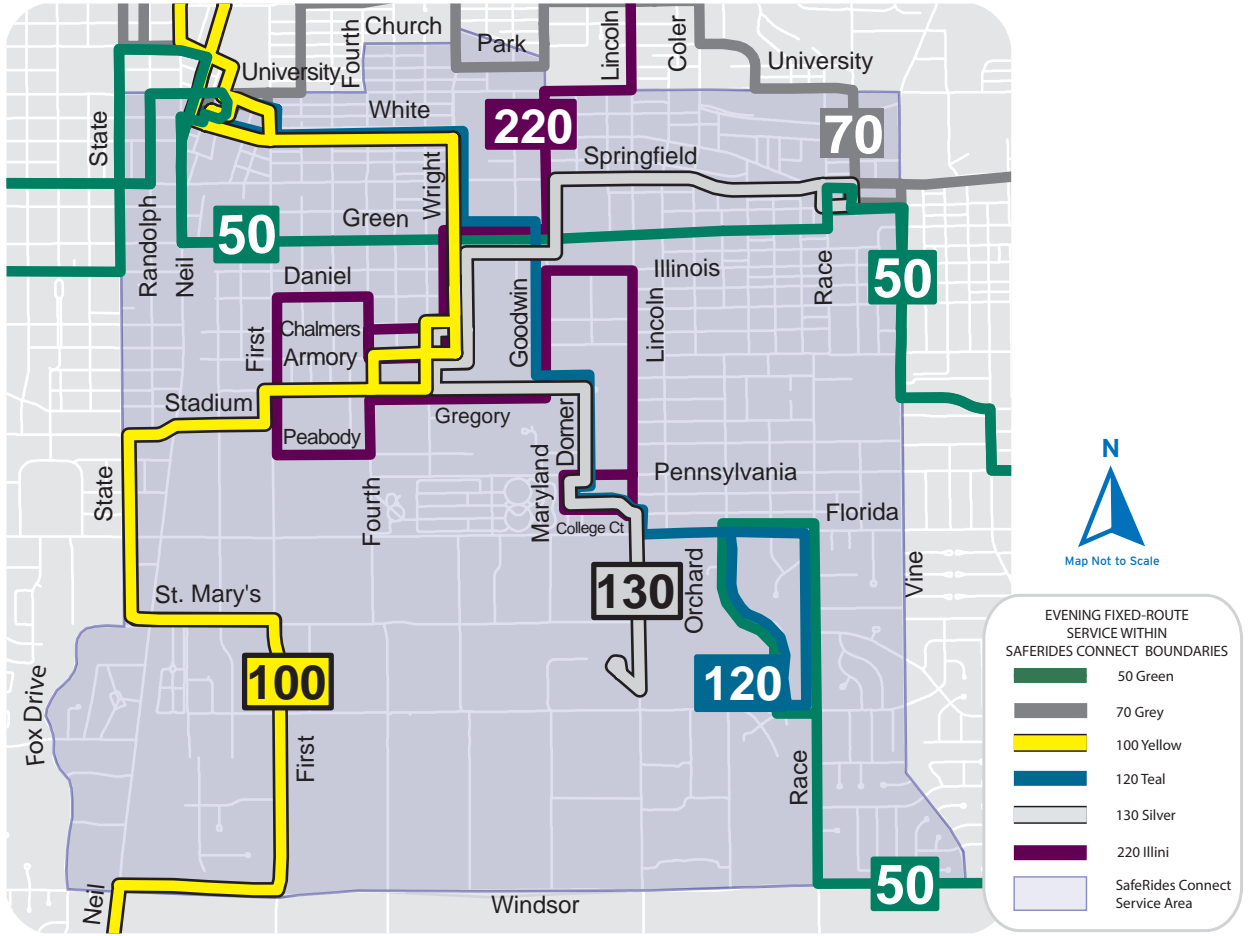 Church
Fourth
Park
Lincoln
Coler
University
University
White
220
70
State
Springfield
Wright
Green
50
Randolph
Neil
Daniel
Illinois
Race
50
Goodwin
Lincoln
First
Chalmers
Armory
Stadium
Gregory
Dorner
Peabody
Maryland
Pennsylvania
State
Fourth
College Ct
Florida
N
Map Not to Scale
Orchard
Vine
St. Mary's
130
100
120
Fox Drive
First
Race
Neil
50
Windsor
EVENING FIXED-ROUTE
SERVICE WITHIN
SAFERIDES CONNECT BOUNDARIES
50 Green
70 Grey
100 Yellow
120 Teal
130 Silver
220 Illini
SafeRides Connect
Service Area